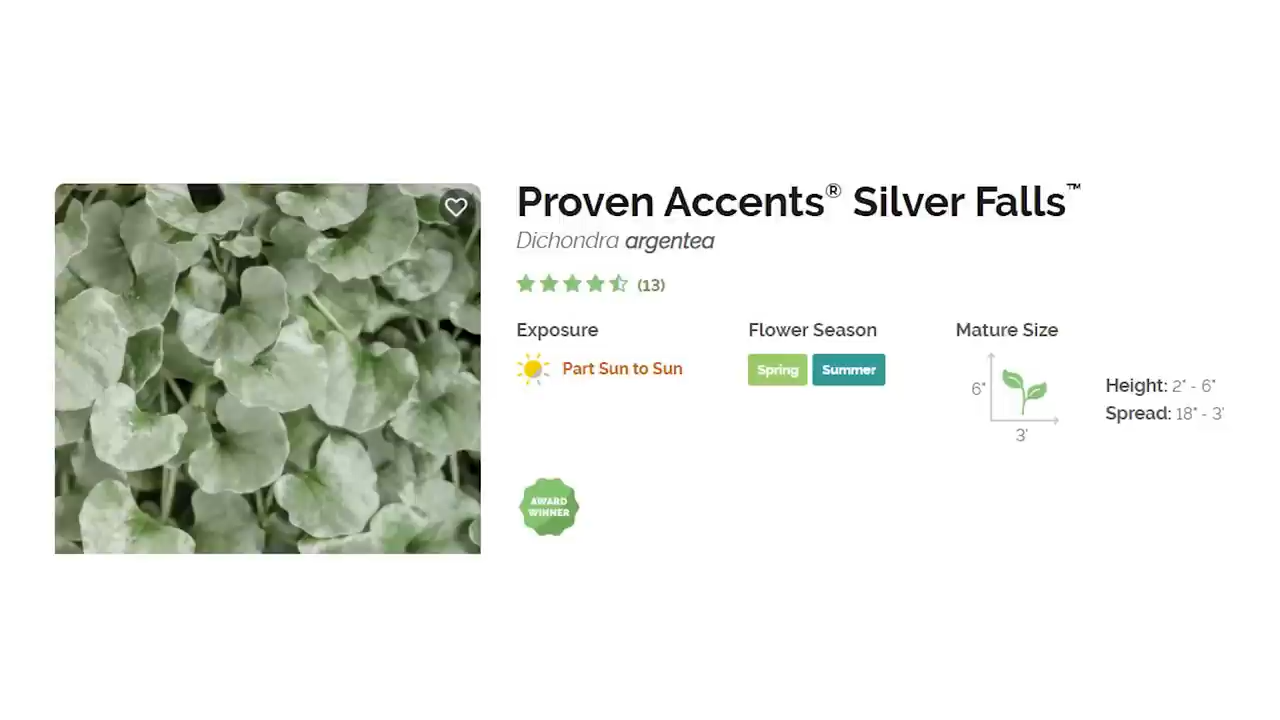 Proven Accents® Silver Falls™
Dichondra argentea
(13)
Exposure
Part Sun to Sun
Flower Season
Spring
Summer
Mature Size
6"
3'
Height: 2" - 6"
Spread: 18" - 3'
AWARD
WINNER